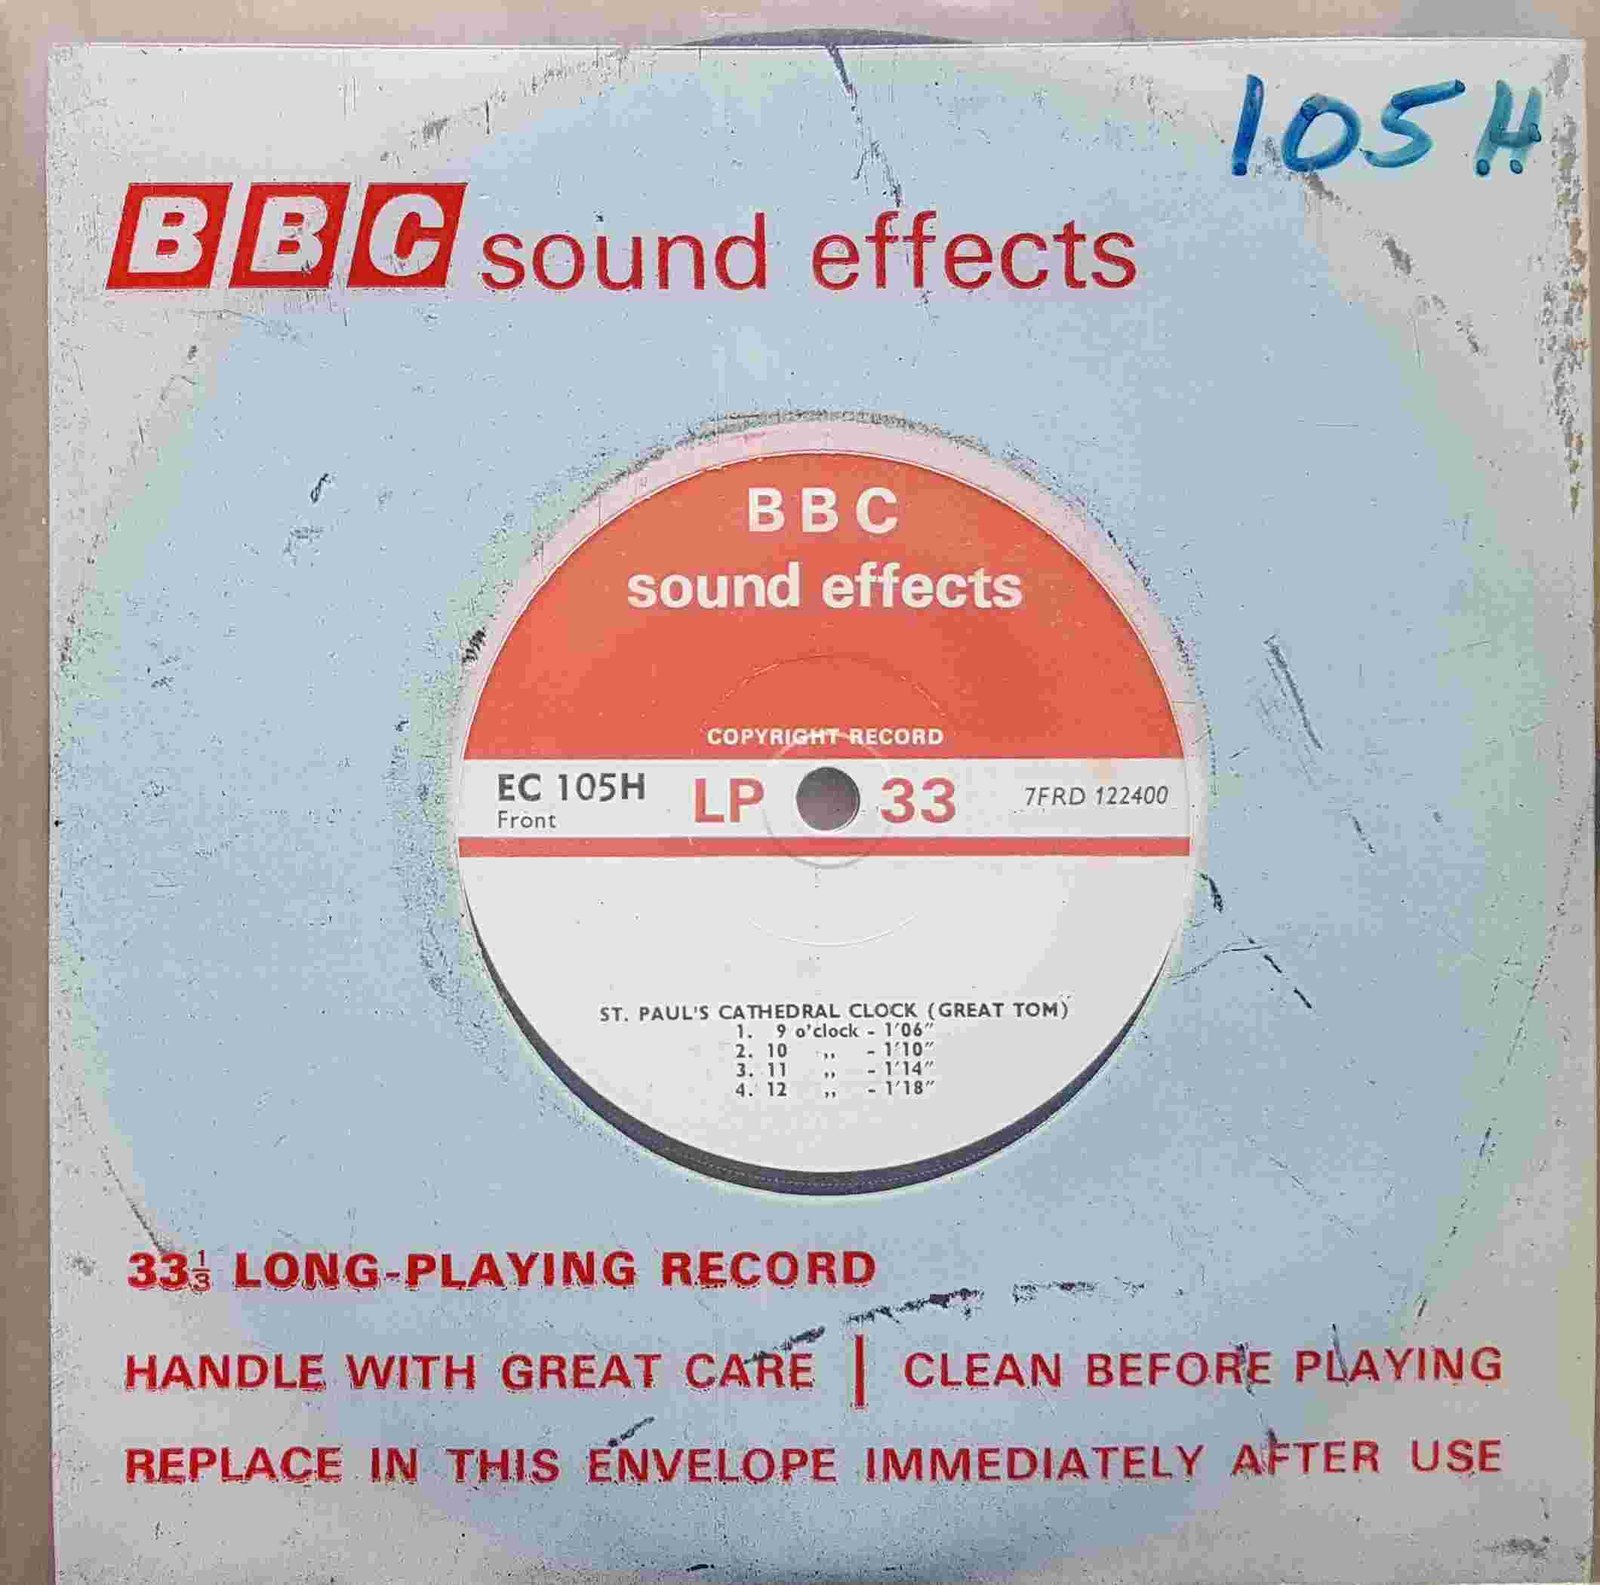 105H
BBC sound effects
BBC
sound effects
COPYRIGHT RECORD
EC 105H LP 33 7FRD 122400
Front
ST. PAUL'S CATHEDRAL CLOCK (GREAT TOM)
1. 9 o'clock - 1'06"
2. 10 ,, - 1'10"
3. 11 ,, - 1'14"
4. 12 ,, - 1'18"
33⅓ LONG-PLAYING RECORD
HANDLE WITH GREAT CARE | CLEAN BEFORE PLAYING
REPLACE IN THIS ENVELOPE IMMEDIATELY AFTER USE